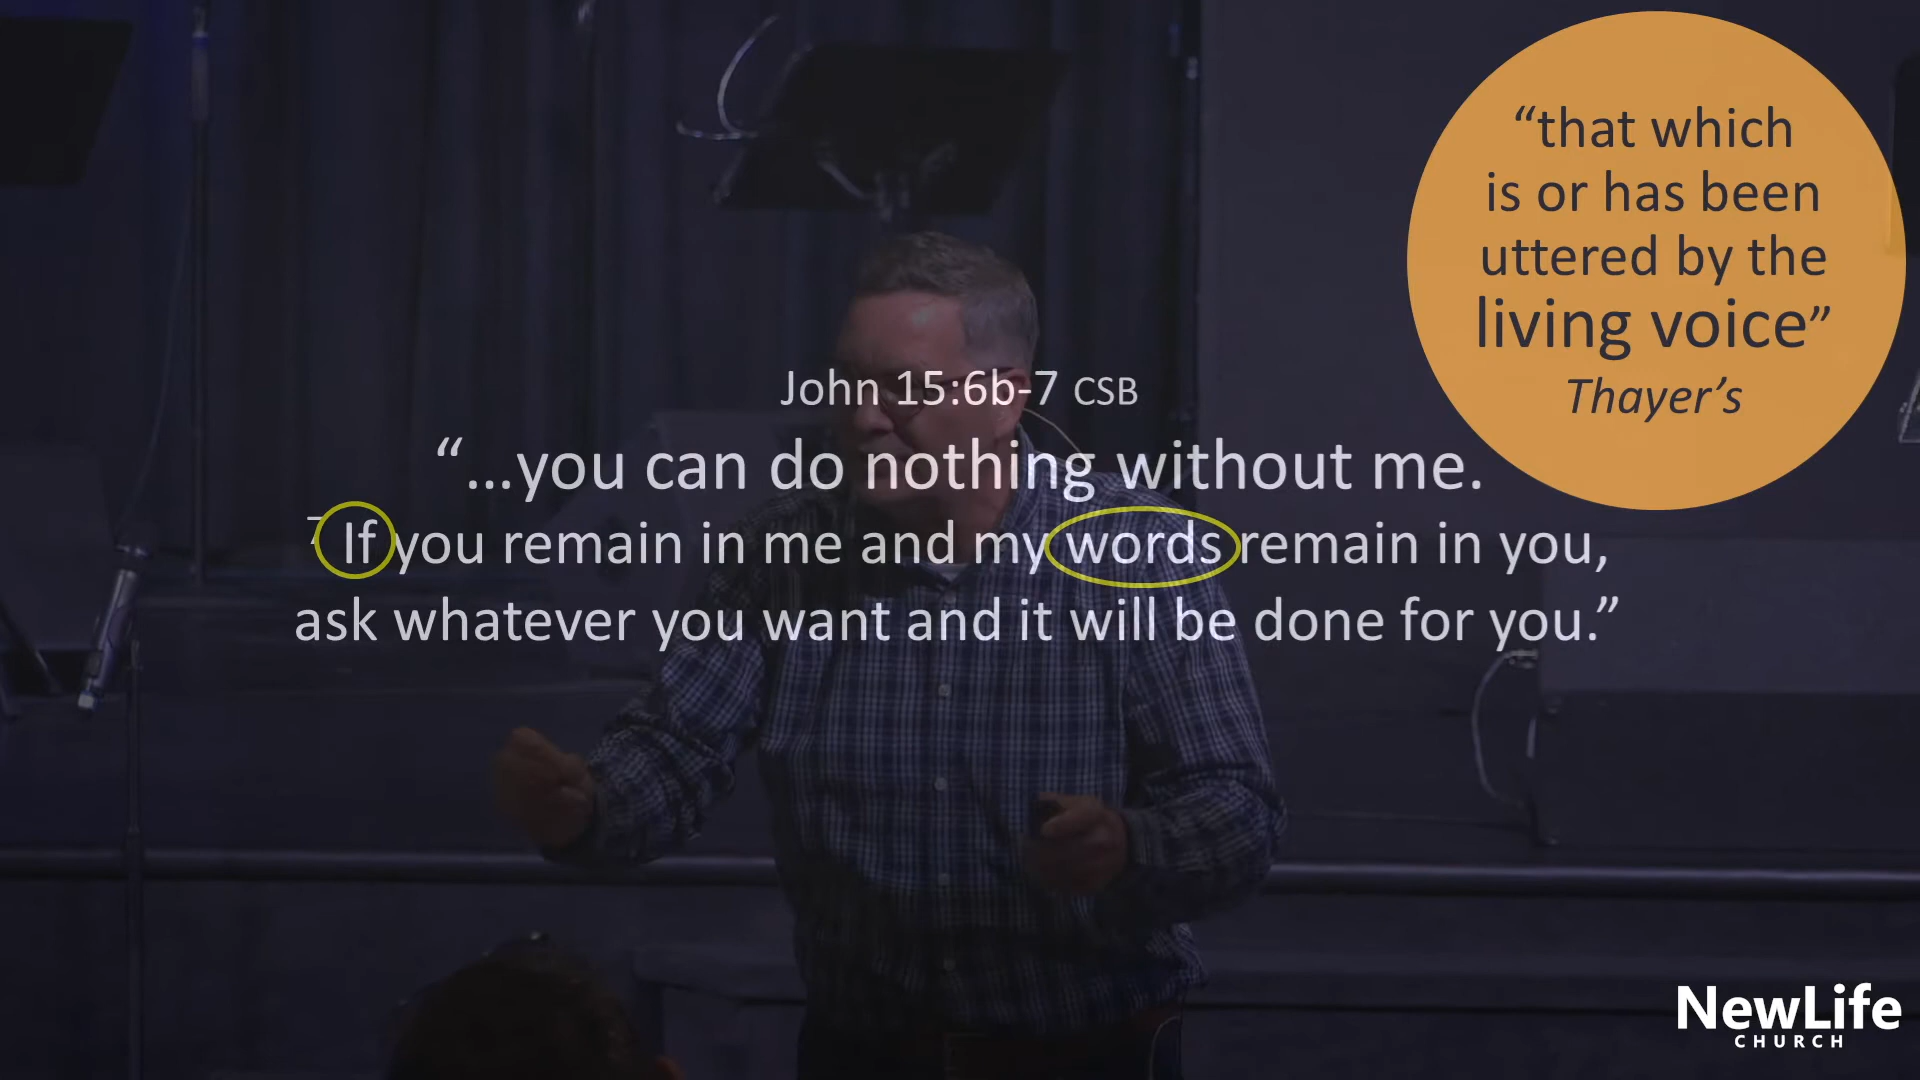 “that which
is or has been
uttered by the
living voice”
Thayer’s
John 15:6b-7 CSB
“...you can do nothing without me.
7 If you remain in me and my words remain in you,
ask whatever you want and it will be done for you.”
NewLife
CHURCH